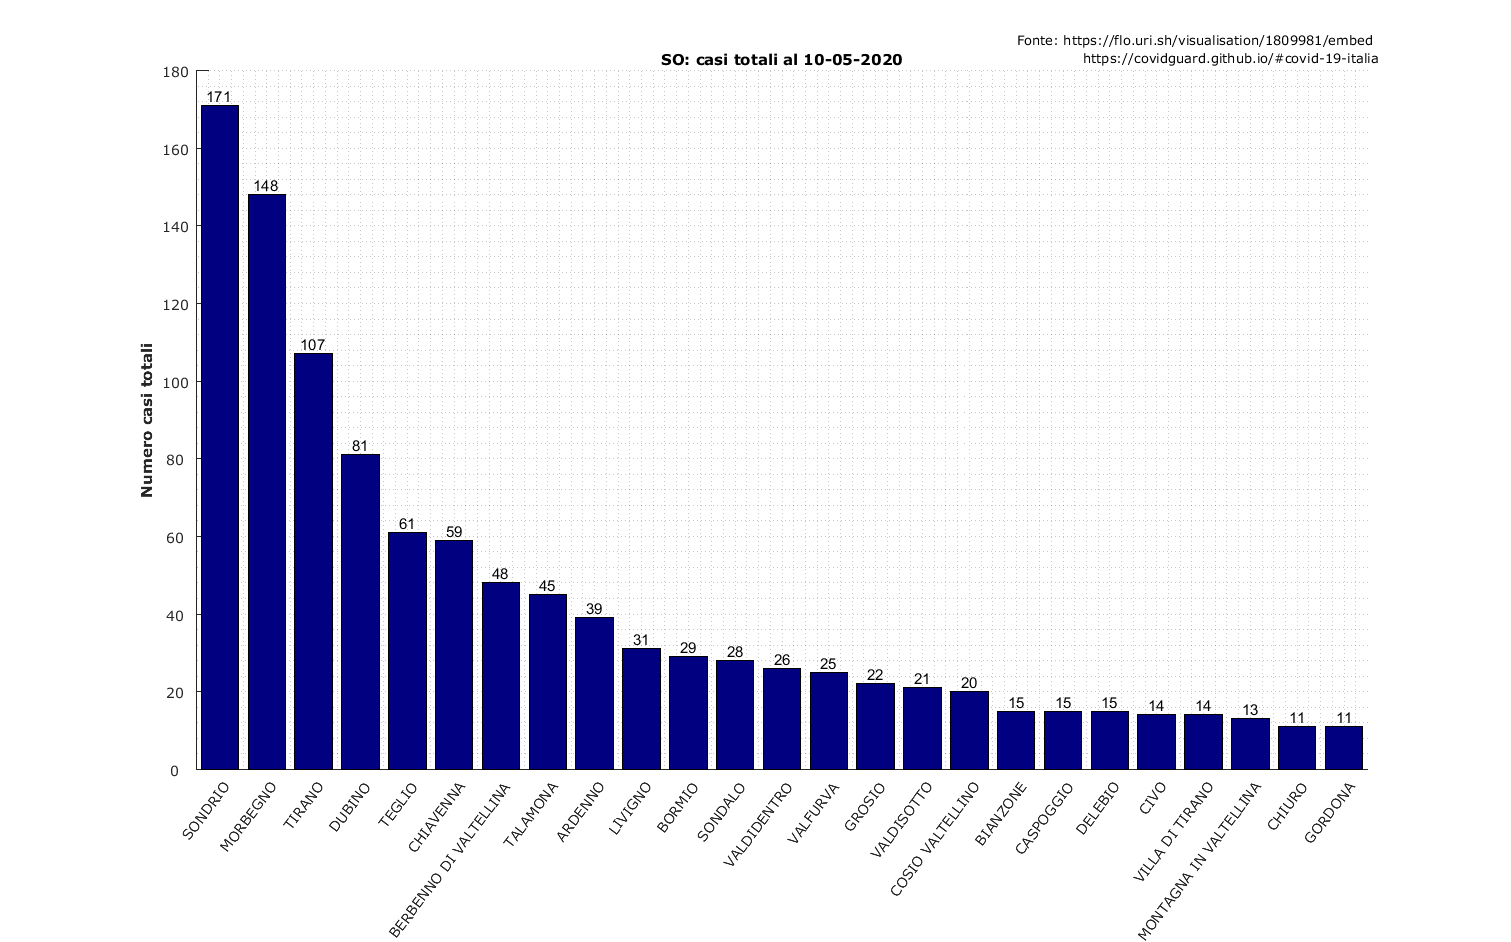 Fonte: https://flo.uri.sh/visualisation/1809981/embed
https://covidguard.github.io/#covid-19-italia
SO: casi totali al 10-05-2020
Numero casi totali
180
160
140
120
100
80
60
40
20
0
171
148
107
81
61
59
48
45
39
31
29
28
26
25
22
21
20
15
15
15
14
14
13
11
11
SONDRIO
MORBEGNO
TIRANO
DUBINO
TEGLIO
CHIAVENNA
BERBENNO DI VALTELLINA
TALAMONA
ARDENNO
LIVIGNO
BORMIO
SONDALO
VALDIDENTRO
VALFURVA
GROSIO
VALDISOTTO
COSIO VALTELLINO
BIANZONE
CASPOGGIO
DELEBIO
CIVO
VILLA DI TIRANO
MONTAGNA IN VALTELLINA
CHIURO
GORDONA